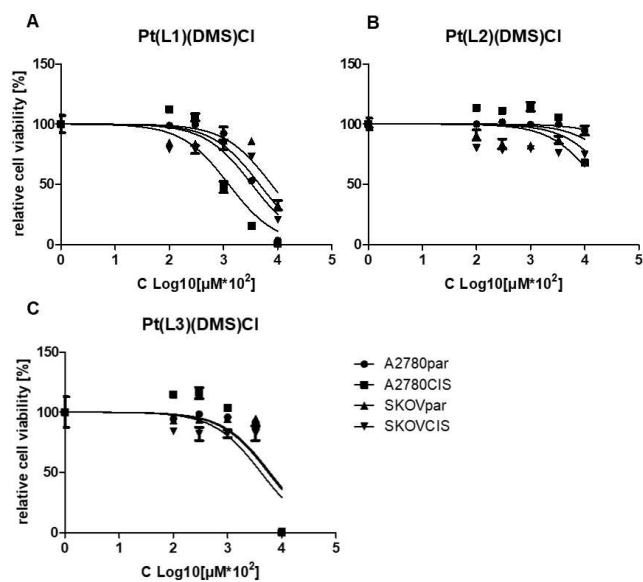 A
Pt(L1)(DMS)Cl
relative cell viability [%]
150
100
50
0
0 1 2 3 4 5
C Log10[µM*10²]
B
Pt(L2)(DMS)Cl
relative cell viability [%]
150
100
50
0
0 1 2 3 4 5
C Log10[µM*10²]
C
Pt(L3)(DMS)Cl
relative cell viability [%]
150
100
50
0
0 1 2 3 4 5
C Log10[µM*10²]
A2780par
A2780CIS
SKOVpar
SKOVCIS